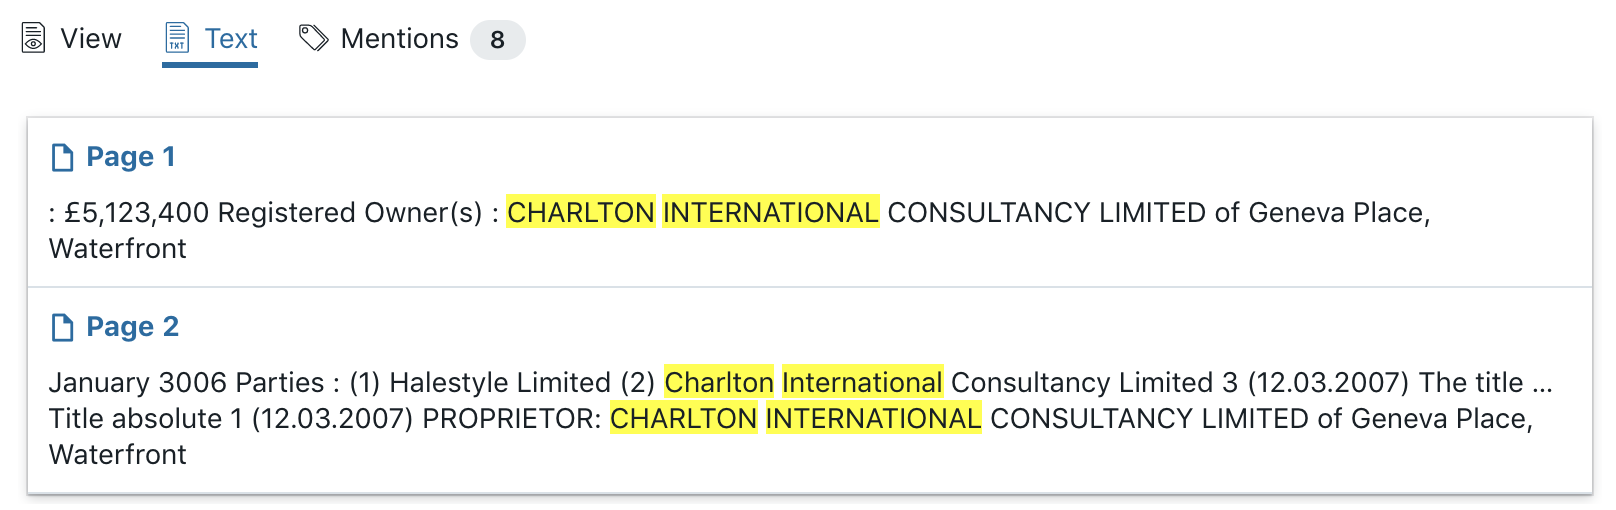 View Text Mentions 8
Page 1
: £5,123,400 Registered Owner(s) : CHARLTON INTERNATIONAL CONSULTANCY LIMITED of Geneva Place,
Waterfront
Page 2
January 3006 Parties : (1) Halestyle Limited (2) Charlton International Consultancy Limited 3 (12.03.2007) The title ...
Title absolute 1 (12.03.2007) PROPRIETOR: CHARLTON INTERNATIONAL CONSULTANCY LIMITED of Geneva Place,
Waterfront